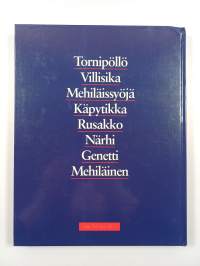 Tornipöllö
Villisika
Mehiläissyöjä
Käpytikka
Rusakko
Närhi
Genetti
Mehiläinen